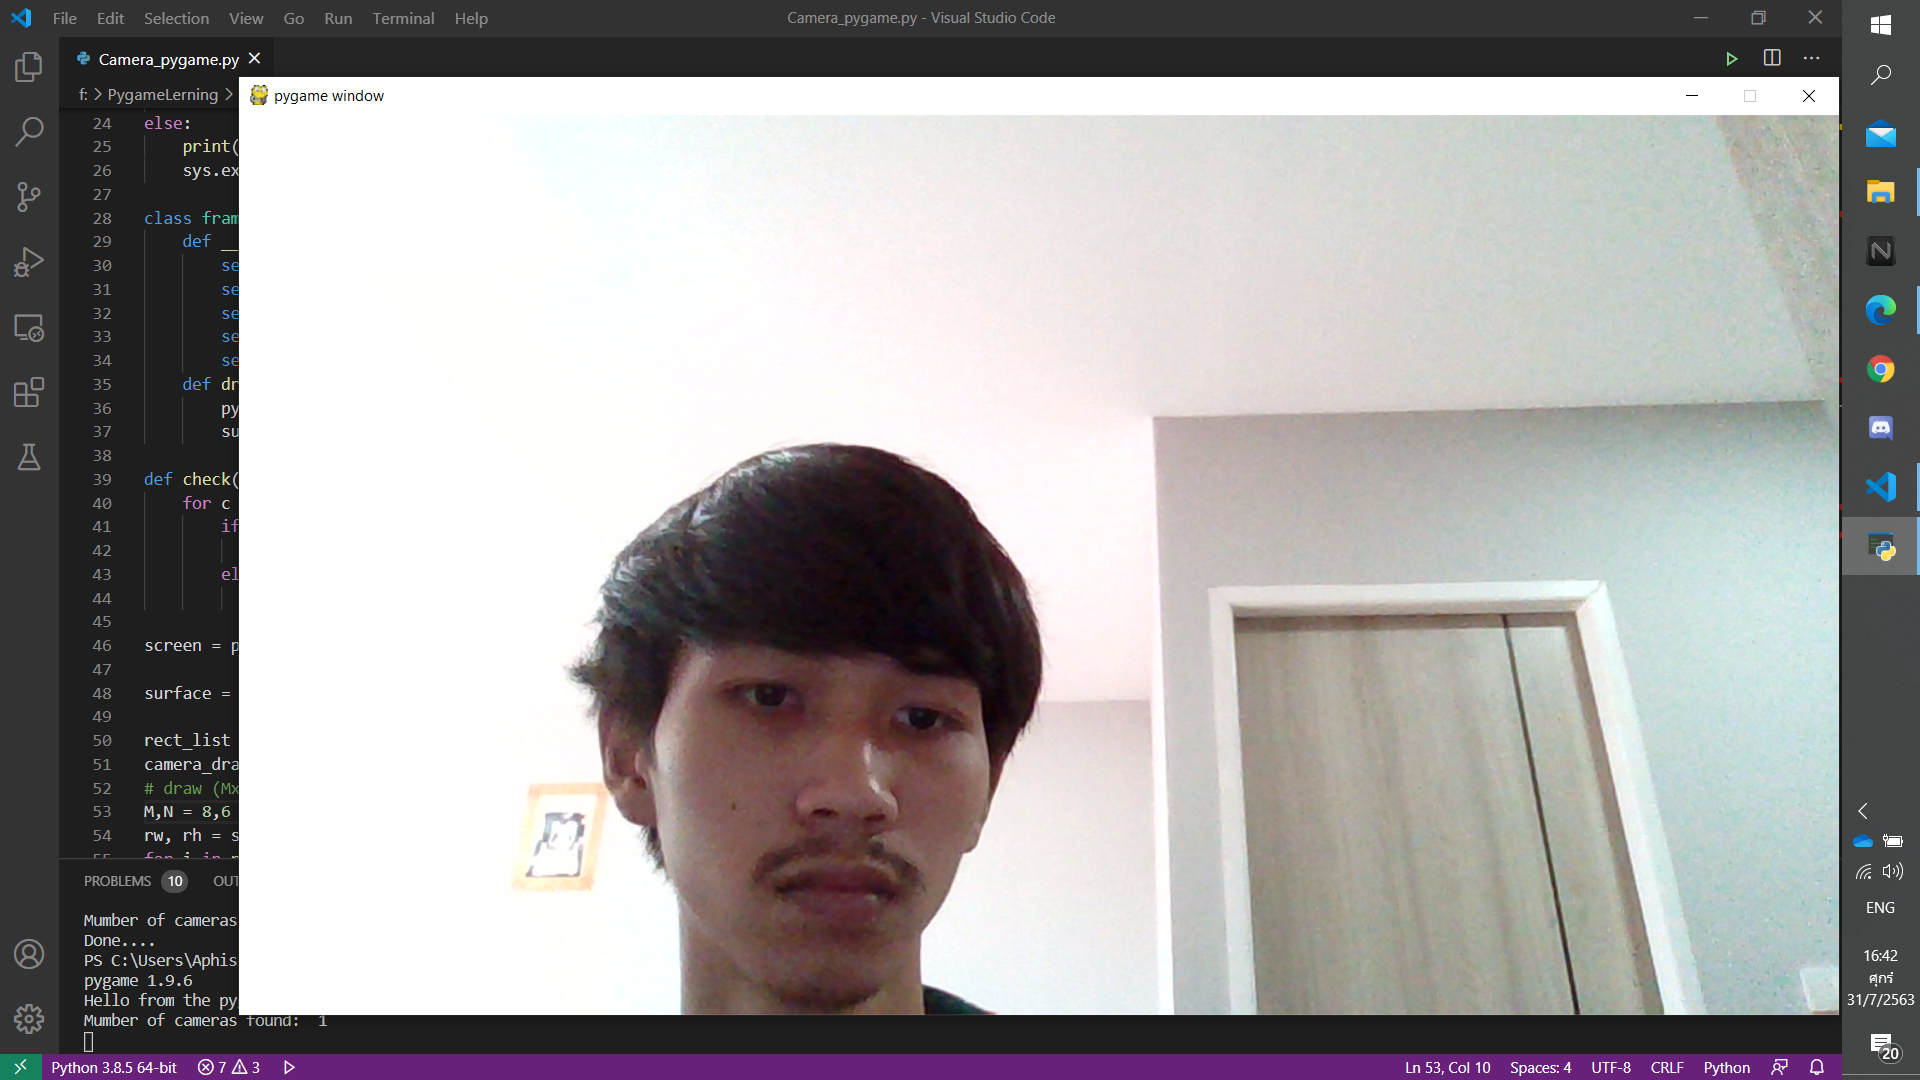 File Edit Selection View Go Run Terminal Help
Camera_pygame.py - Visual Studio Code
Camera_pygame.py
f: > PygameLerning >
pygame window
24 else:
25 print(
26 sys.ex
27
28 class fram
29 def __
30 se
31 se
32 se
33 se
34 se
35 def dr
36 py
37 su
38
39 def check(
40 for c
41 if
42
43 el
44
45
46 screen = p
47
48 surface =
49
50 rect_list
51 camera_dra
52 # draw (Mx
53 M,N = 8,6
54 rw, rh = s
PROBLEMS 10 OUT
Mumber of cameras
Done....
PS C:\Users\Aphis
pygame 1.9.6
Hello from the py
Mumber of cameras found: 1
Python 3.8.5 64-bit 7 3
Ln 53, Col 10 Spaces: 4 UTF-8 CRLF Python
ENG
16:42
ศุกร์
31/7/2563
20